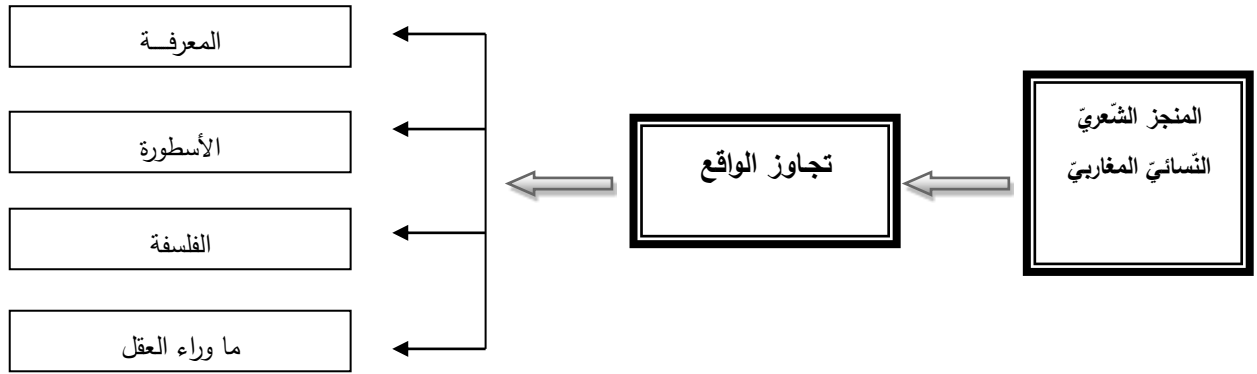 المنجز الشّعريّ
النّسائيّ المغاربيّ
تجاوز الواقع
المعرفــة
الأسطورة
الفلسفة
ما وراء العقل